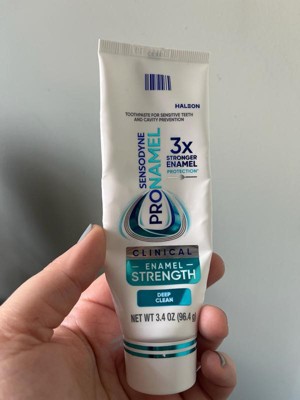 HALEON
TOOTHPASTE FOR SENSITIVE TEETH
AND CAVITY PREVENTION
SENSODYNE
PRONAMEL
3x
STRONGER
ENAMEL
PROTECTION*
CLINICAL
ENAMEL
STRENGTH
DEEP
CLEAN
NET WT 3.4 OZ (96.4 g)